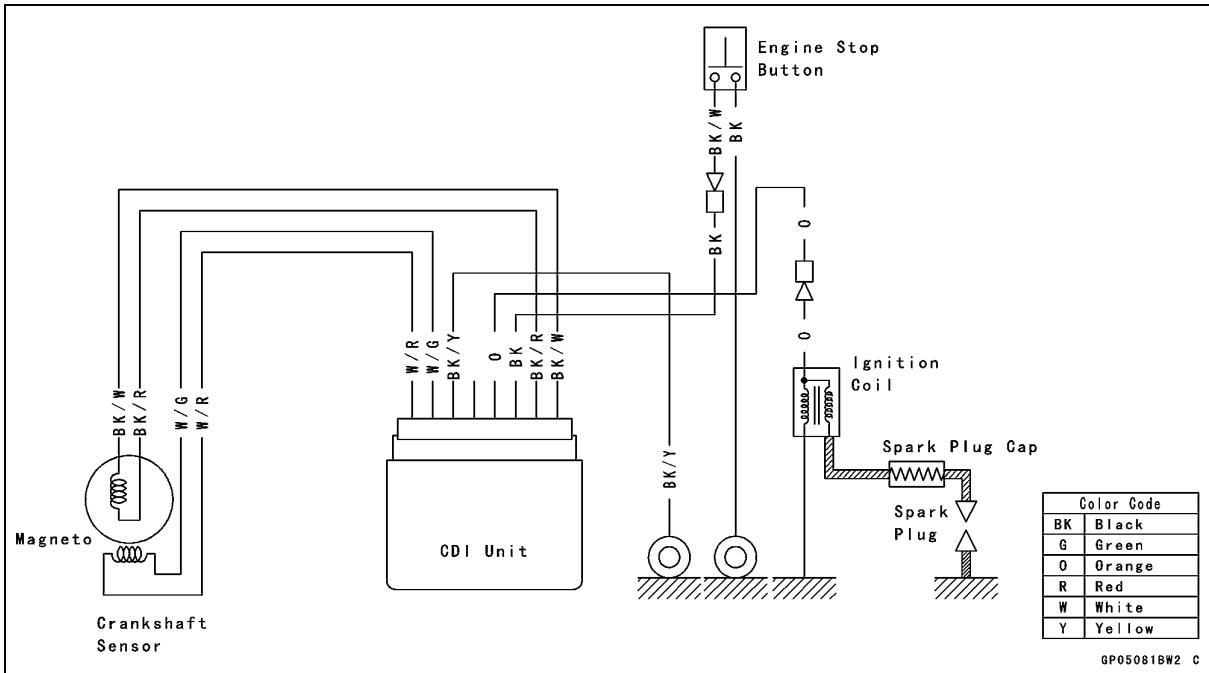 Engine Stop
Button
BK/W
BK
BK
O
O
W/R
W/G
BK/Y
O
BK
BK/R
BK/W
BK/W
BK/R
W/G
W/R
BK/Y
Ignition
Coil
Spark Plug Cap
Spark
Plug
Magneto
CDI Unit
Crankshaft
Sensor
Color Code
BK Black
G Green
O Orange
R Red
W White
Y Yellow
GP05081BW2 C